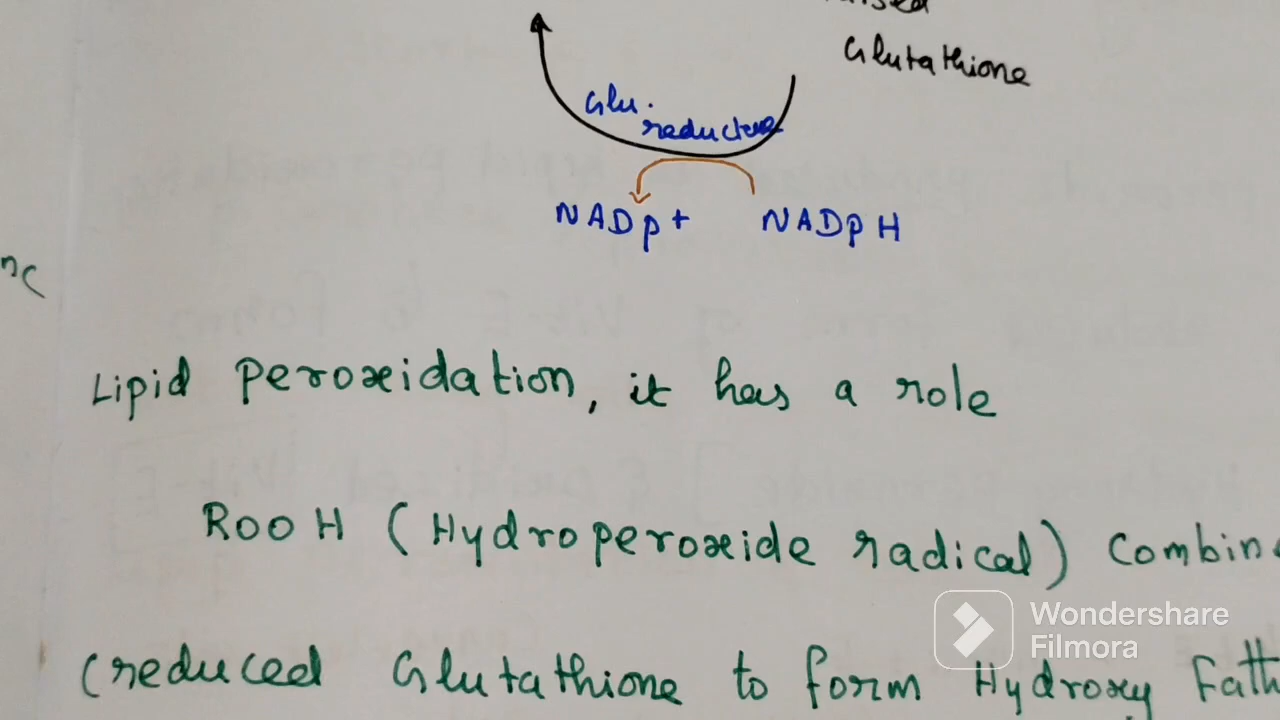 Glutathione
Glu.
reductase
NADP+ NADPH
Lipid peroxidation, it has a role
ROOH (Hydroperoxide radical) Combin
(reduced Glutathione to form Hydroxy Fatt
Wondershare
Filmora